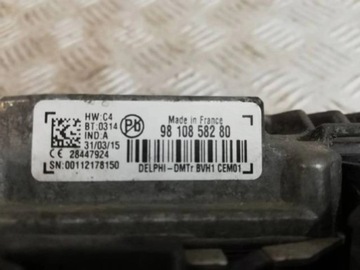 HW:C4
BT:0314
IND:A
31/03/15
CE 28447924
SN:00112178150
Pb
Made in France
98 108 582 80
DELPHI-DMTr BVH1 CEM01